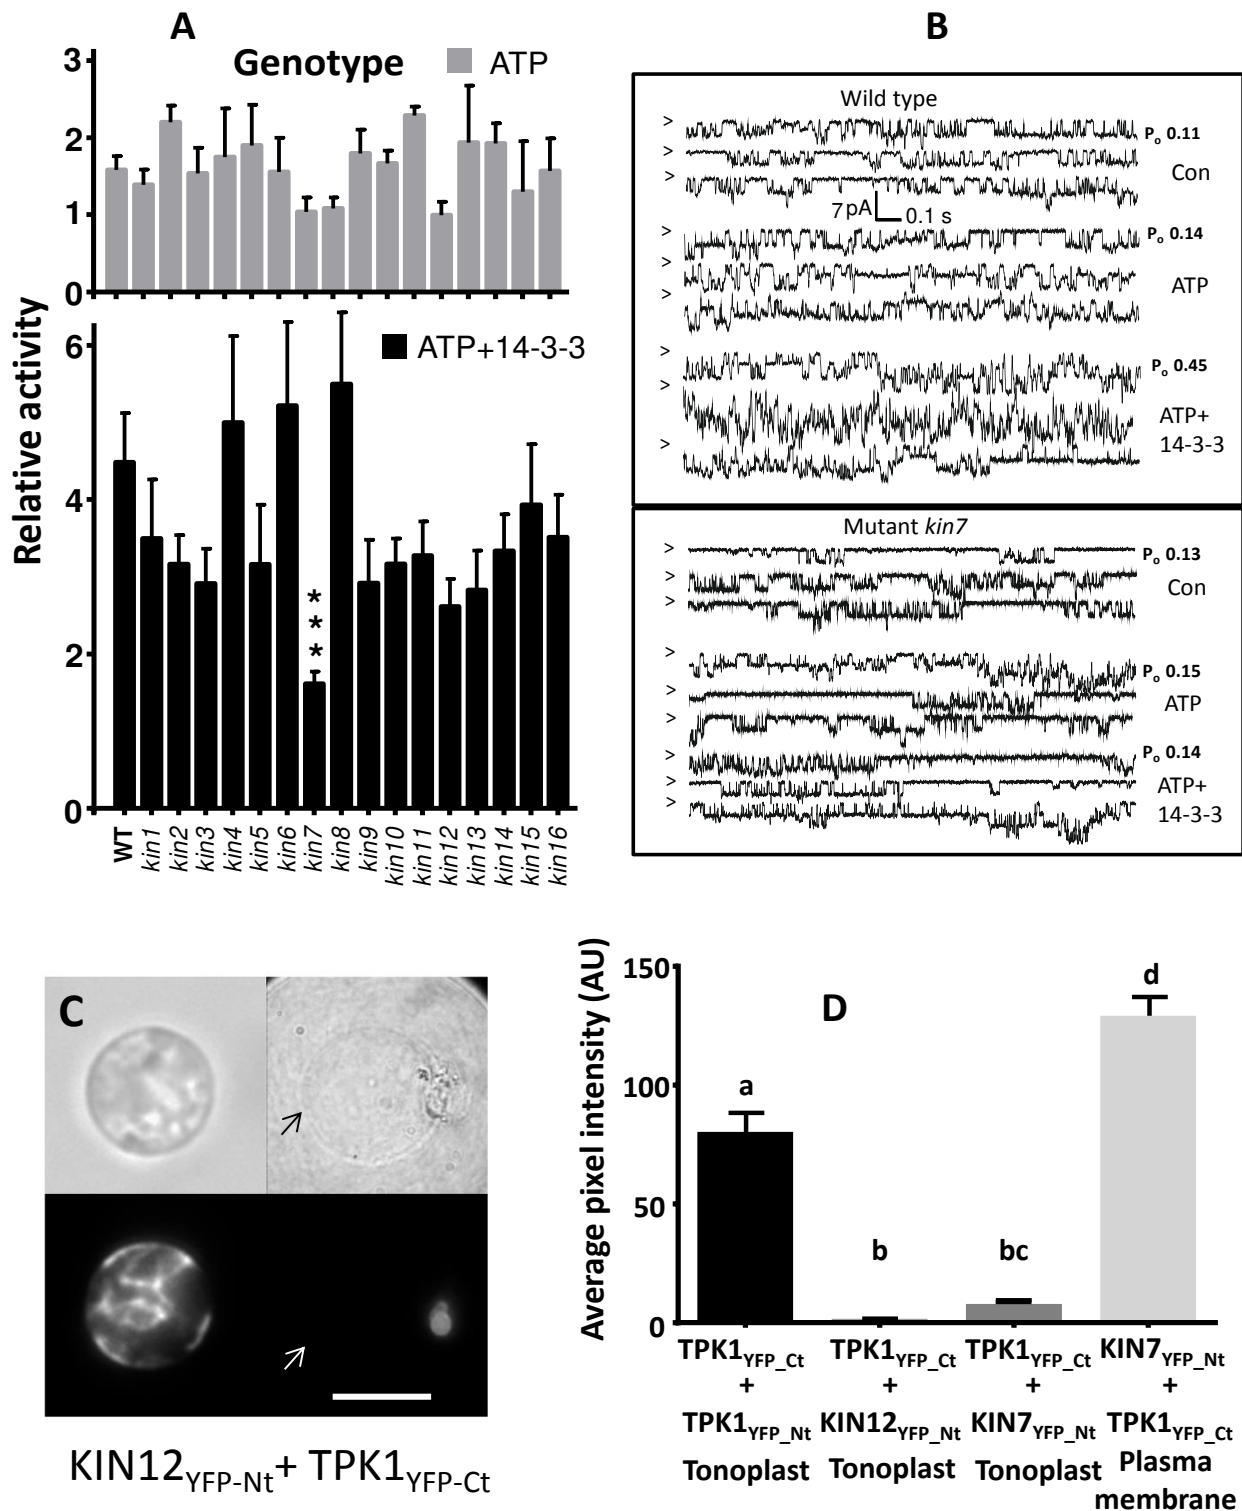 A
Genotype
ATP
3
2
1
0
Relative activity
ATP+14-3-3
6
4
2
0
***
WT
kin1
kin2
kin3
kin4
kin5
kin6
kin7
kin8
kin9
kin10
kin11
kin12
kin13
kin14
kin15
kin16
B
Wild type
>
Po 0.11
>
Con
>
7 pA
0.1 s
>
Po 0.14
>
ATP
>
>
Po 0.45
>
ATP+
14-3-3
>
Mutant kin7
>
Po 0.13
>
Con
>
>
Po 0.15
>
ATP
>
Po 0.14
>
>
ATP+
>
14-3-3
C
KIN12YFP-Nt+ TPK1YFP-Ct
D
Average pixel intensity (AU)
150
100
50
0
a
b
bc
d
TPK1YFP_Ct
+
TPK1YFP_Nt
Tonoplast
TPK1YFP_Ct
+
KIN12YFP_Nt
Tonoplast
TPK1YFP_Ct
+
KIN7YFP_Nt
Tonoplast
KIN7YFP_Nt
+
TPK1YFP_Ct
Plasma
membrane